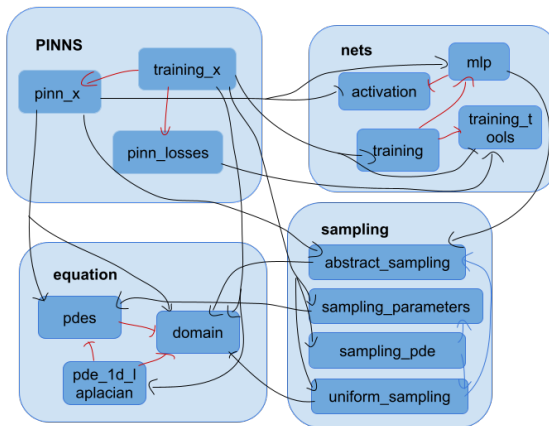 PINNS
training_x
pinn_x
pinn_losses
nets
mlp
activation
training_t
ools
training
equation
pdes
domain
pde_1d_l
aplacian
sampling
abstract_sampling
sampling_parameters
sampling_pde
uniform_sampling